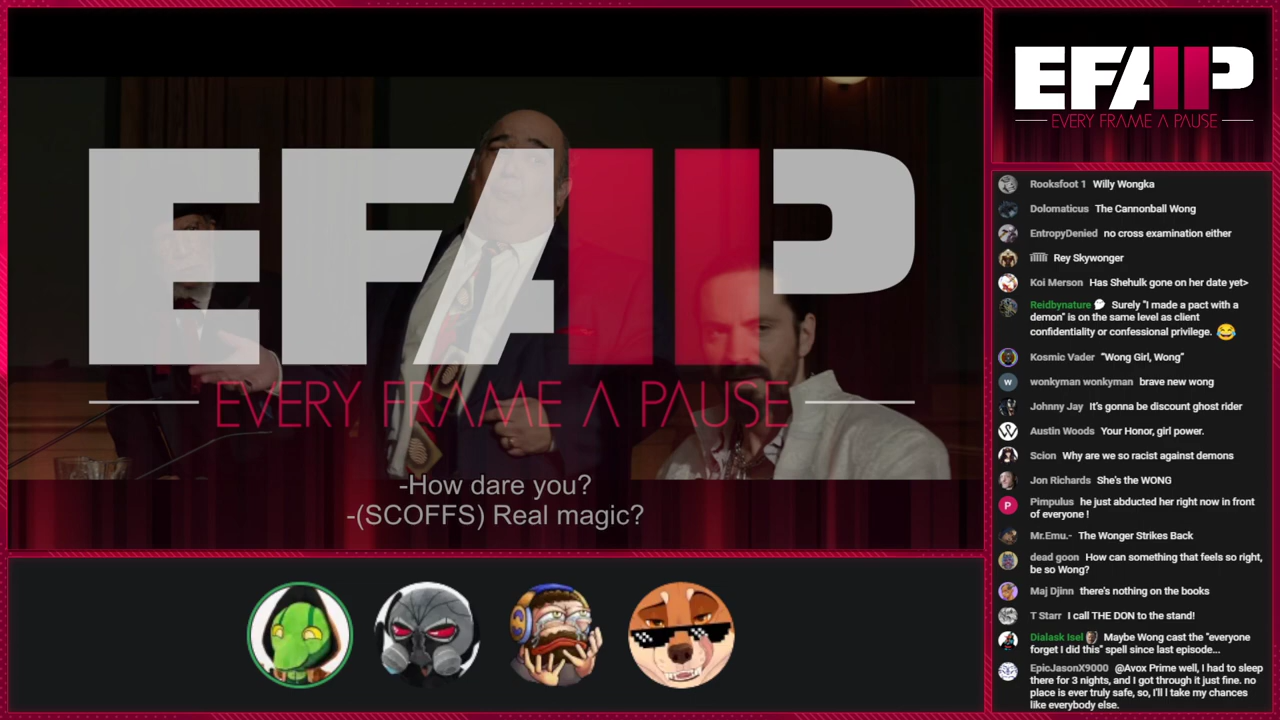 EFAP
EVERY FRAME A PAUSE
-How dare you?
-(SCOFFS) Real magic?
EFAP
EVERY FRAME A PAUSE
Rooksfoot 1 Willy Wongka
Dolomaticus The Cannonball Wong
EntropyDenied no cross examination either
Rey Skywonger
Koi Merson Has Shehulk gone on her date yet>
Reidbynature Surely "I made a pact with a
demon" is on the same level as client
confidentiality or confessional privilege. 😂
Kosmic Vader "Wong Girl, Wong"
W wonkyman wonkyman brave new wong
Johnny Jay It's gonna be discount ghost rider
Austin Woods Your Honor, girl power.
Scion Why are we so racist against demons
Jon Richards She's the WONG
P Pimpulus he just abducted her right now in front
of everyone !
Mr.Emu.- The Wonger Strikes Back
dead goon How can something that feels so right,
be so Wong?
Maj Djinn there's nothing on the books
T Starr I call THE DON to the stand!
Dialask Isel Maybe Wong cast the "everyone
forget I did this" spell since last episode...
EpicJasonX9000 @Avox Prime well, I had to sleep
there for 3 nights, and I got through it just fine. no
place is ever truly safe, so, I'll I take my chances
like everybody else.